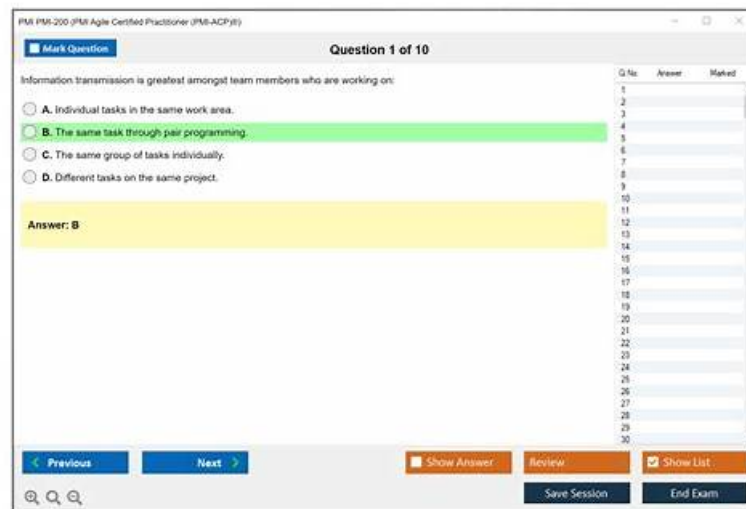 PMI PMI-200 (PMI Agile Certified Practitioner (PMI-ACP)®)
Mark Question
Question 1 of 10
Information transmission is greatest amongst team members who are working on:
A. Individual tasks in the same work area.
B. The same task through pair programming.
C. The same group of tasks individually.
D. Different tasks on the same project.
Answer: B
Q.No. Answer Marked
1
2
3
4
5
6
7
8
9
10
11
12
13
14
15
16
17
18
19
20
21
22
23
24
25
26
27
28
29
30
Previous
Next
Show Answer
Review
Show List
Save Session
End Exam